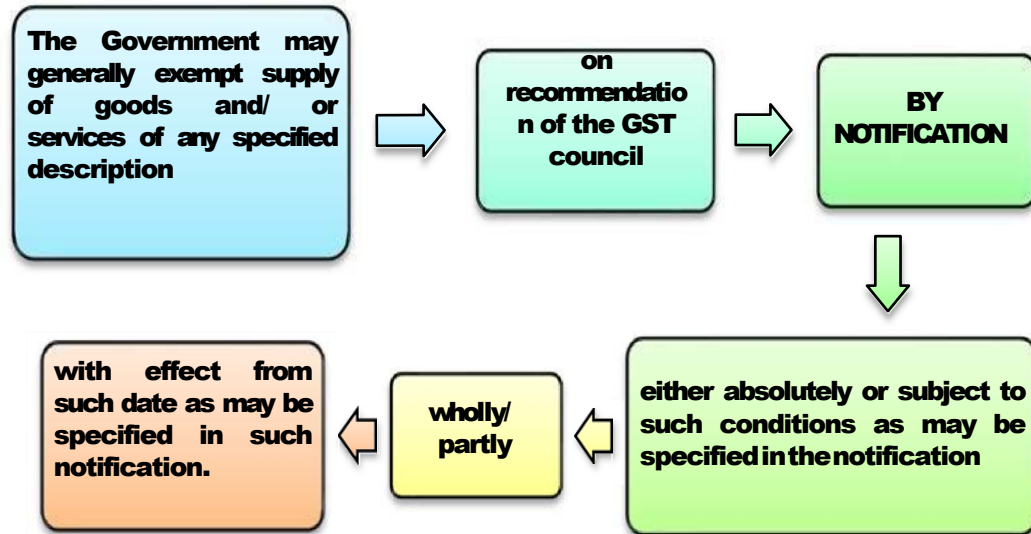 The Government may
generally exempt supply
of goods and/ or
services of any specified
description
on
recommendatio
n of the GST
council
BY
NOTIFICATION
either absolutely or subject to
such conditions as may be
specified in the notification
wholly/
partly
with effect from
such date as may be
specified in such
notification.